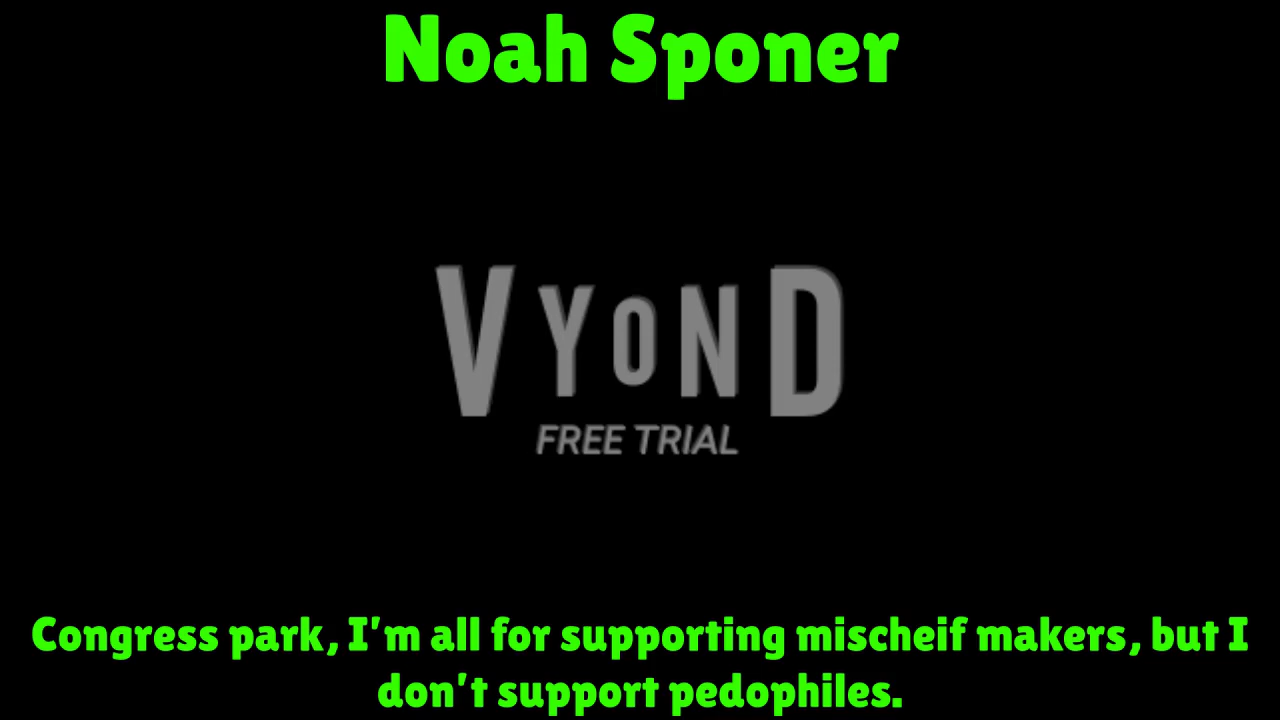 Noah Sponer
VYOND
FREE TRIAL
Congress park, I'm all for supporting mischeif makers, but I
don't support pedophiles.